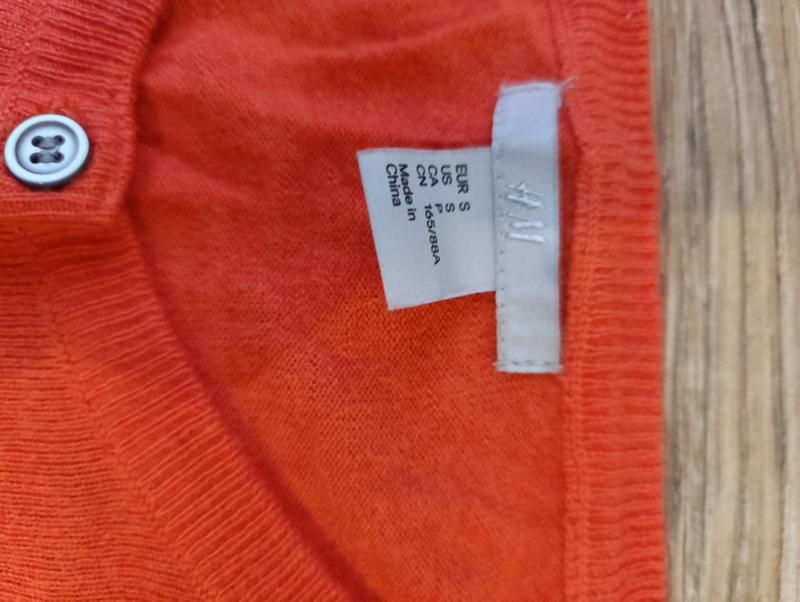 H&M
EUR S
US S
CA P
CN 165/88A
Made in
China